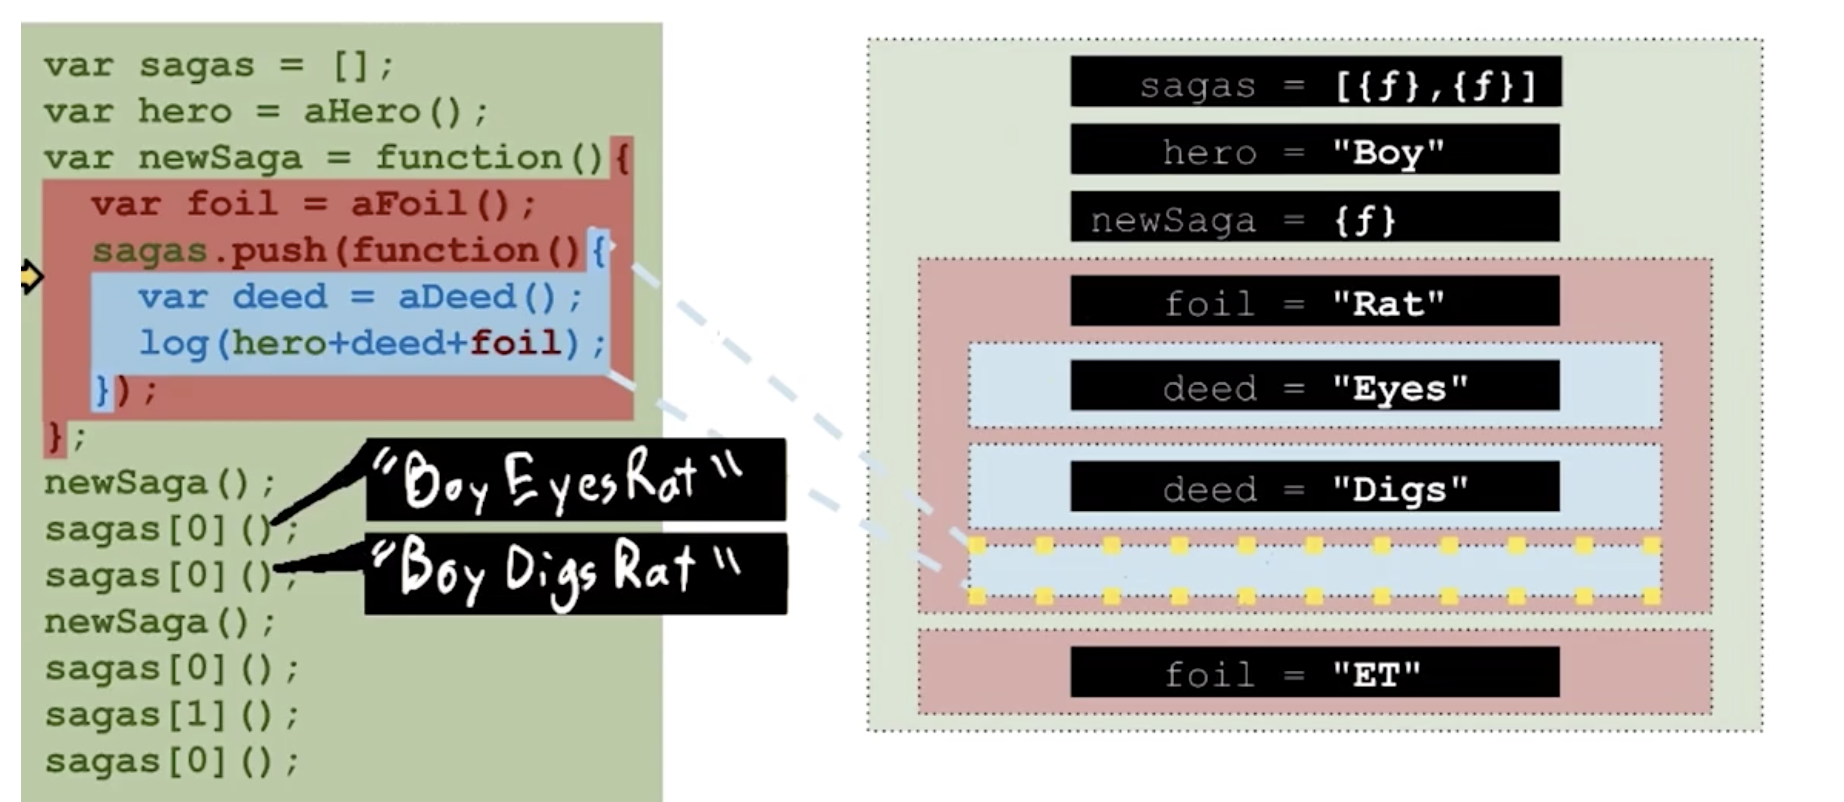 var sagas = [];
var hero = aHero();
var newSaga = function(){
var foil = aFoil();
sagas.push(function(){
var deed = aDeed();
log(hero+deed+foil);
});
};
newSaga();
sagas[0]();
sagas[0]();
newSaga();
sagas[0]();
sagas[1]();
sagas[0]();
"Boy Eyes Rat"
"Boy Digs Rat"
sagas = [{f},{f}]
hero = "Boy"
newSaga = {f}
foil = "Rat"
deed = "Eyes"
deed = "Digs"
foil = "ET"